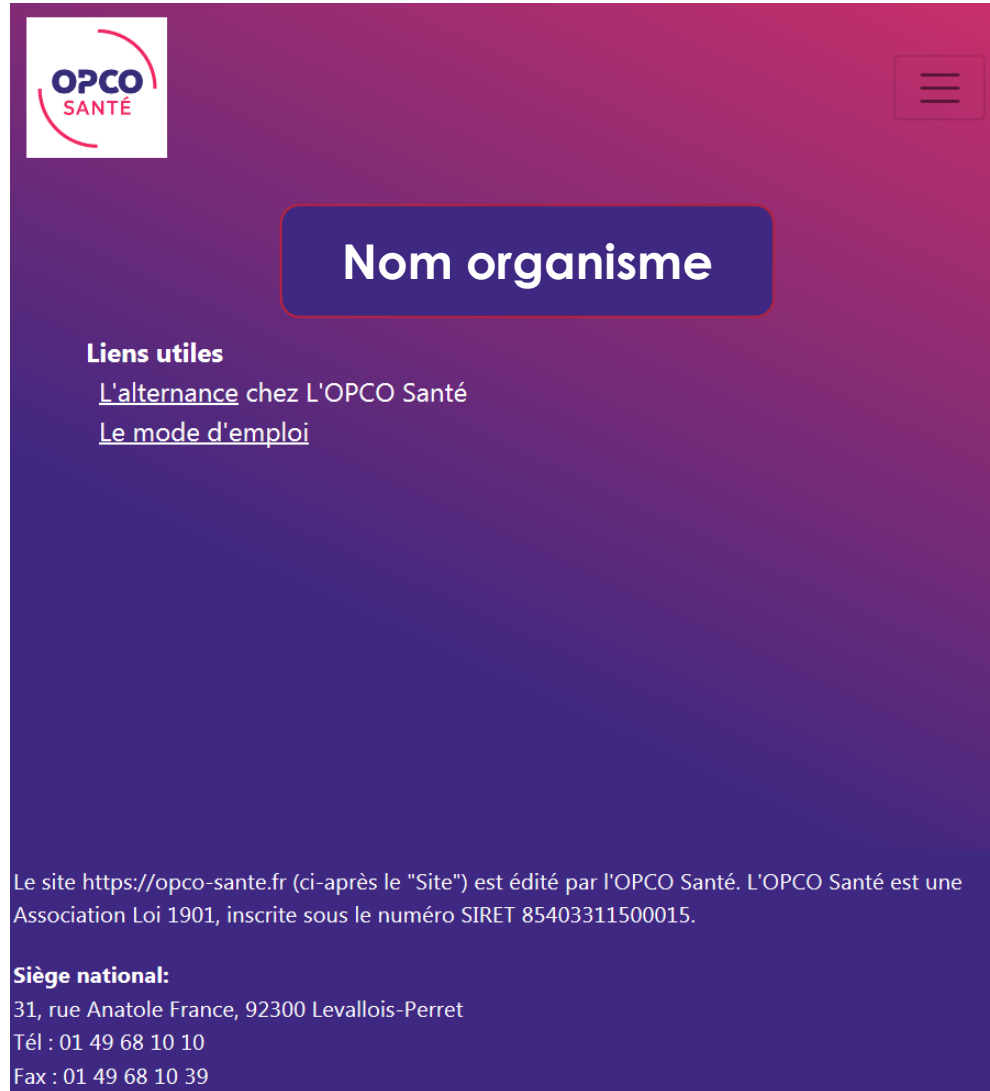 OPCO
SANTÉ
Nom organisme
Liens utiles
L'alternance chez L'OPCO Santé
Le mode d'emploi
Le site https://opco-sante.fr (ci-après le "Site") est édité par l'OPCO Santé. L'OPCO Santé est une
Association Loi 1901, inscrite sous le numéro SIRET 85403311500015.
Siège national:
31, rue Anatole France, 92300 Levallois-Perret
Tél : 01 49 68 10 10
Fax : 01 49 68 10 39